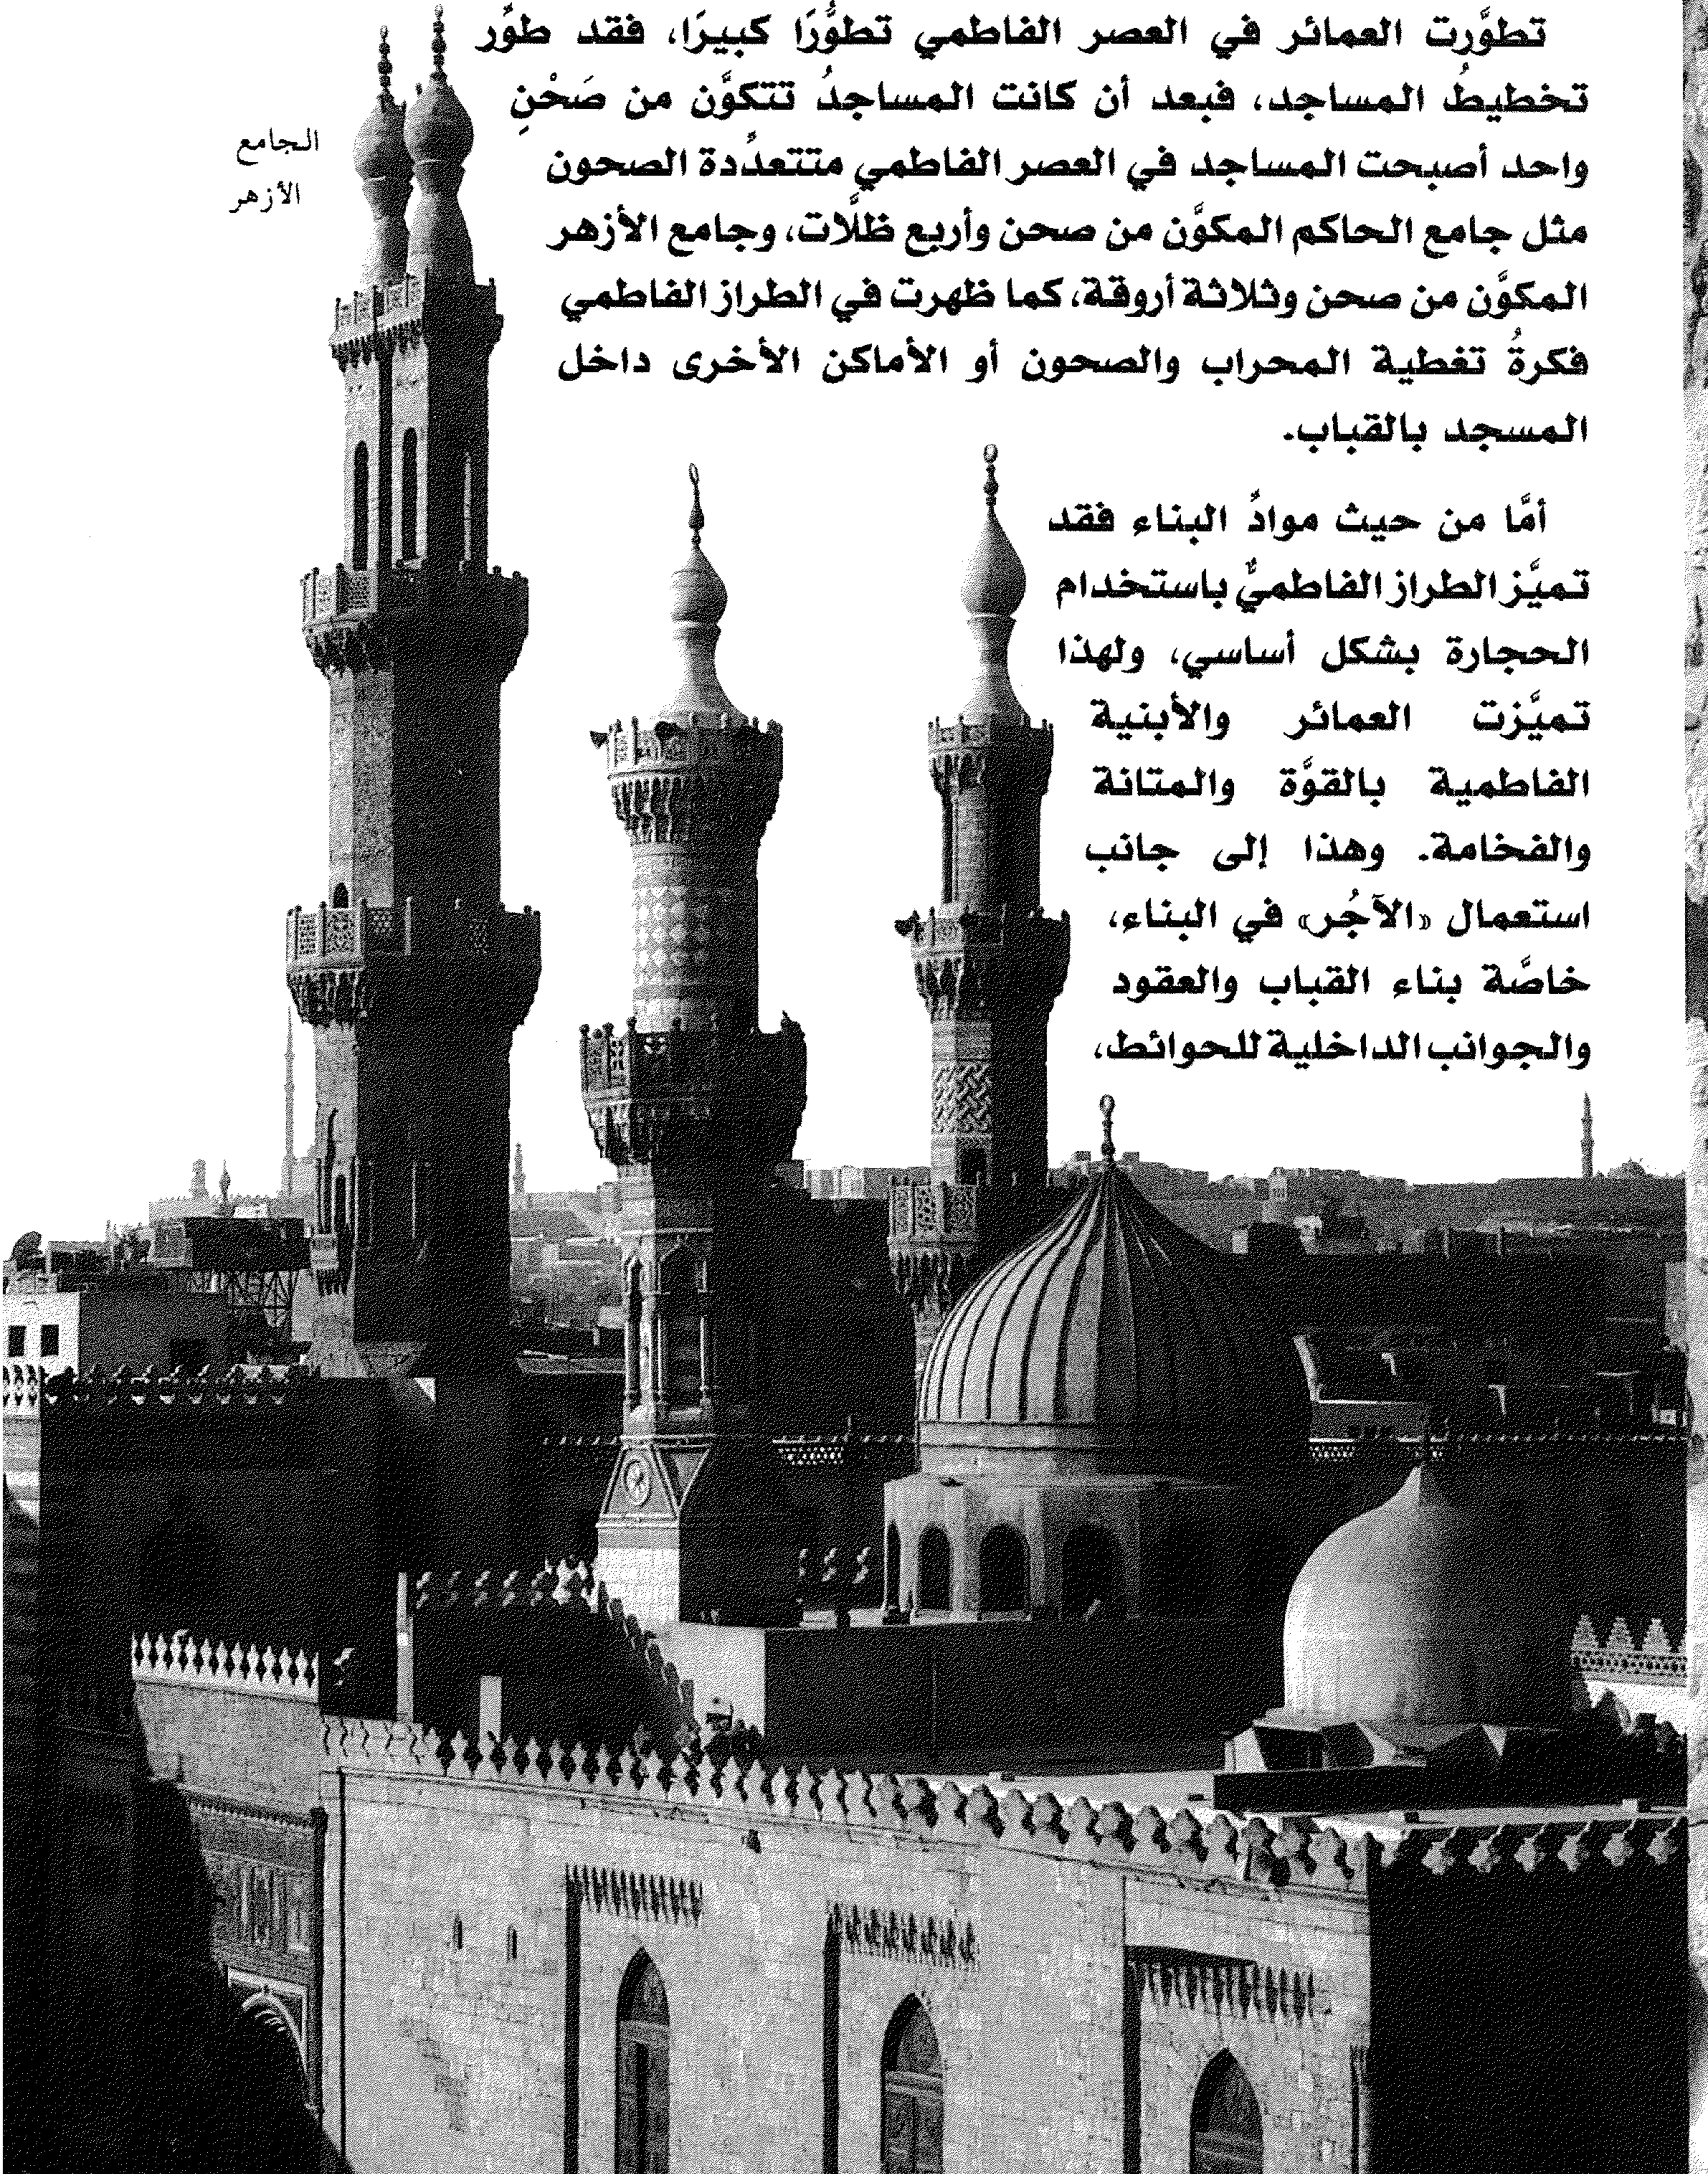 تطوَّرت العمائر في العصر الفاطمي تطوُّرًا كبيرًا، فقد طوِّر
تخطيطُ المساجد، فبعد أن كانت المساجدُ تتكوَّن من صَحْنِ
واحد أصبحت المساجد في العصر الفاطمي متتعدِّدة الصحون
مثل جامع الحاكم المكوَّن من صحن وأربع ظلَّات، وجامع الأزهر
المكوَّن من صحن وثلاثة أروقة، كما ظهرت في الطراز الفاطمي
فكرةُ تغطية المحراب والصحون أو الأماكن الأخرى داخل
المسجد بالقباب.
أمَّا من حيث موادِّ البناء فقد
تميَّز الطراز الفاطميُّ باستخدام
الحجارة بشكل أساسي، ولهذا
تميَّزت العمائر والأبنية
الفاطمية بالقوَّة والمتانة
والفخامة. وهذا إلى جانب
استعمال «الآجُر» في البناء،
خاصَّة بناء القباب والعقود
والجوانب الداخلية للحوائط،
الجامع
الأزهر